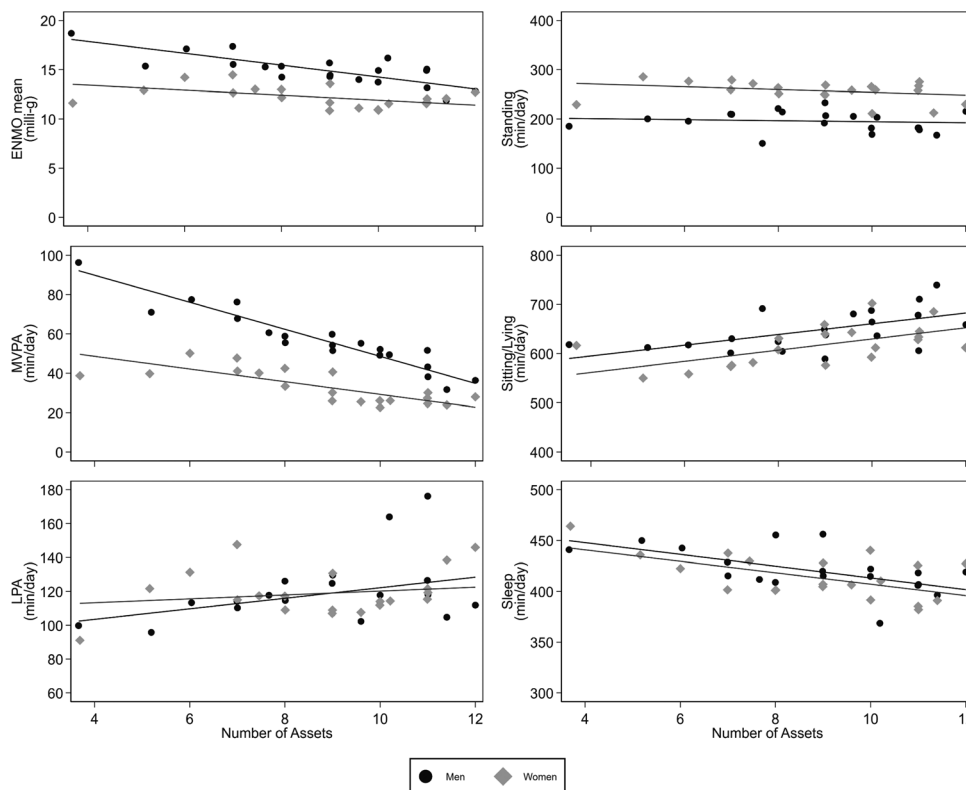 ENMO mean
(milli-g)
20
15
10
5
0
Standing
(min/day)
400
300
200
100
0
MVPA
(min/day)
100
80
60
40
20
0
Sitting/Lying
(min/day)
800
700
600
500
400
LPA
(min/day)
180
160
140
120
100
80
60
4 6 8 10 12
Number of Assets
Sleep
(min/day)
500
450
400
350
300
4 6 8 10 1
Number of Assets
Men Women